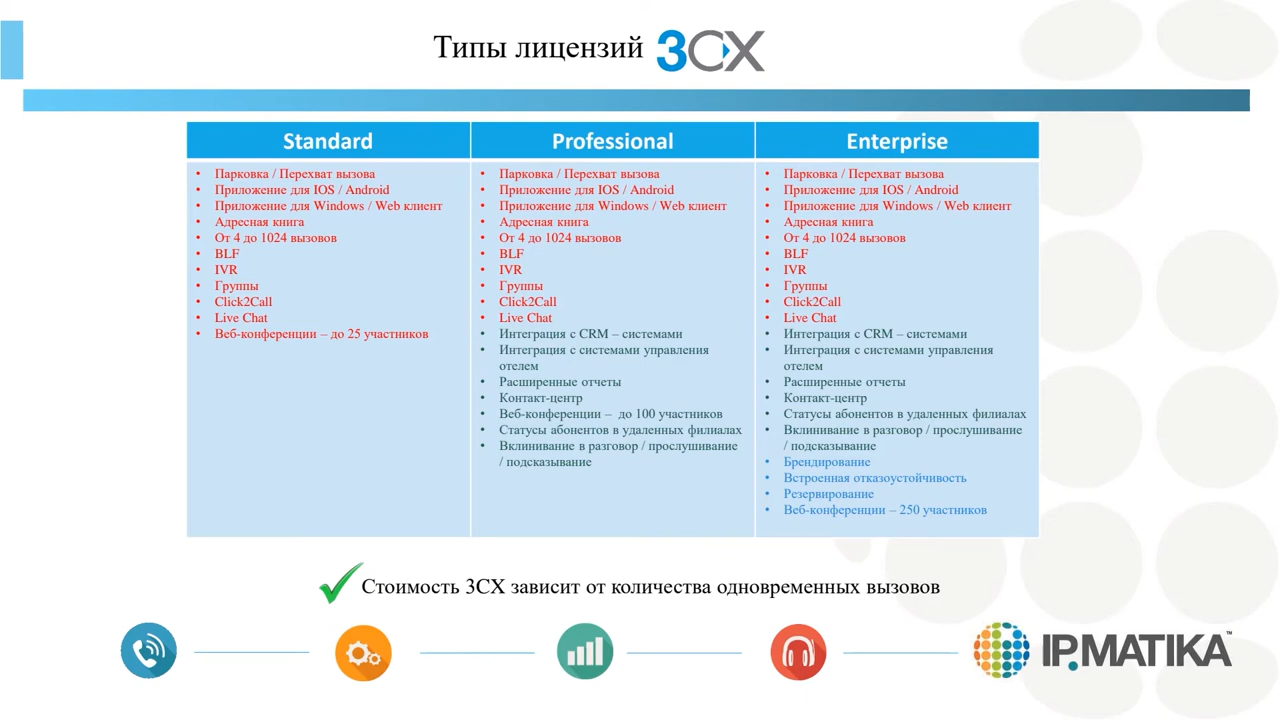 Типы лицензий 3CX
Standard
Парковка / Перехват вызова
Приложение для IOS / Android
Приложение для Windows / Web клиент
Адресная книга
От 4 до 1024 вызовов
BLF
IVR
Группы
Click2Call
Live Chat
Веб-конференции – до 25 участников
Professional
Парковка / Перехват вызова
Приложение для IOS / Android
Приложение для Windows / Web клиент
Адресная книга
От 4 до 1024 вызовов
BLF
IVR
Группы
Click2Call
Live Chat
Интеграция с CRM – системами
Интеграция с системами управления
отелем
Расширенные отчеты
Контакт-центр
Веб-конференции – до 100 участников
Статусы абонентов в удаленных филиалах
Вклинивание в разговор / прослушивание
/ подсказывание
Enterprise
Парковка / Перехват вызова
Приложение для IOS / Android
Приложение для Windows / Web клиент
Адресная книга
От 4 до 1024 вызовов
BLF
IVR
Группы
Click2Call
Live Chat
Интеграция с CRM – системами
Интеграция с системами управления
отелем
Расширенные отчеты
Контакт-центр
Статусы абонентов в удаленных филиалах
Вклинивание в разговор / прослушивание
/ подсказывание
Брендирование
Встроенная отказоустойчивость
Резервирование
Веб-конференции – 250 участников
Стоимость 3CX зависит от количества одновременных вызовов
IPMATIKA™